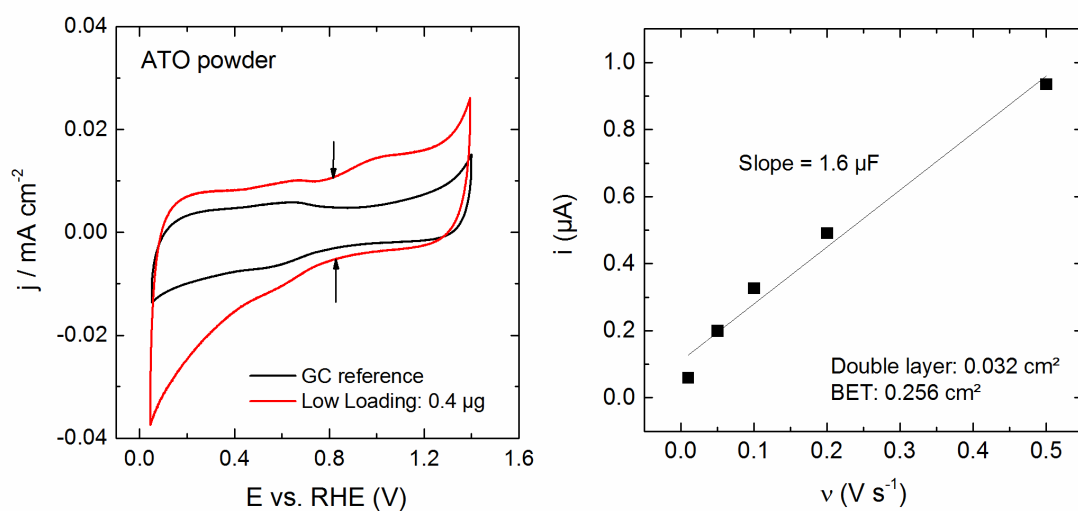 0.04
0.02
0.00
-0.02
-0.04
j / mA cm⁻²
ATO powder
GC reference
Low Loading: 0.4 µg
0.0 0.4 0.8 1.2 1.6
E vs. RHE (V)
1.0
0.8
0.6
0.4
0.2
0.0
i (µA)
Slope = 1.6 µF
Double layer: 0.032 cm²
BET: 0.256 cm²
0.0 0.1 0.2 0.3 0.4 0.5
ν (V s⁻¹)